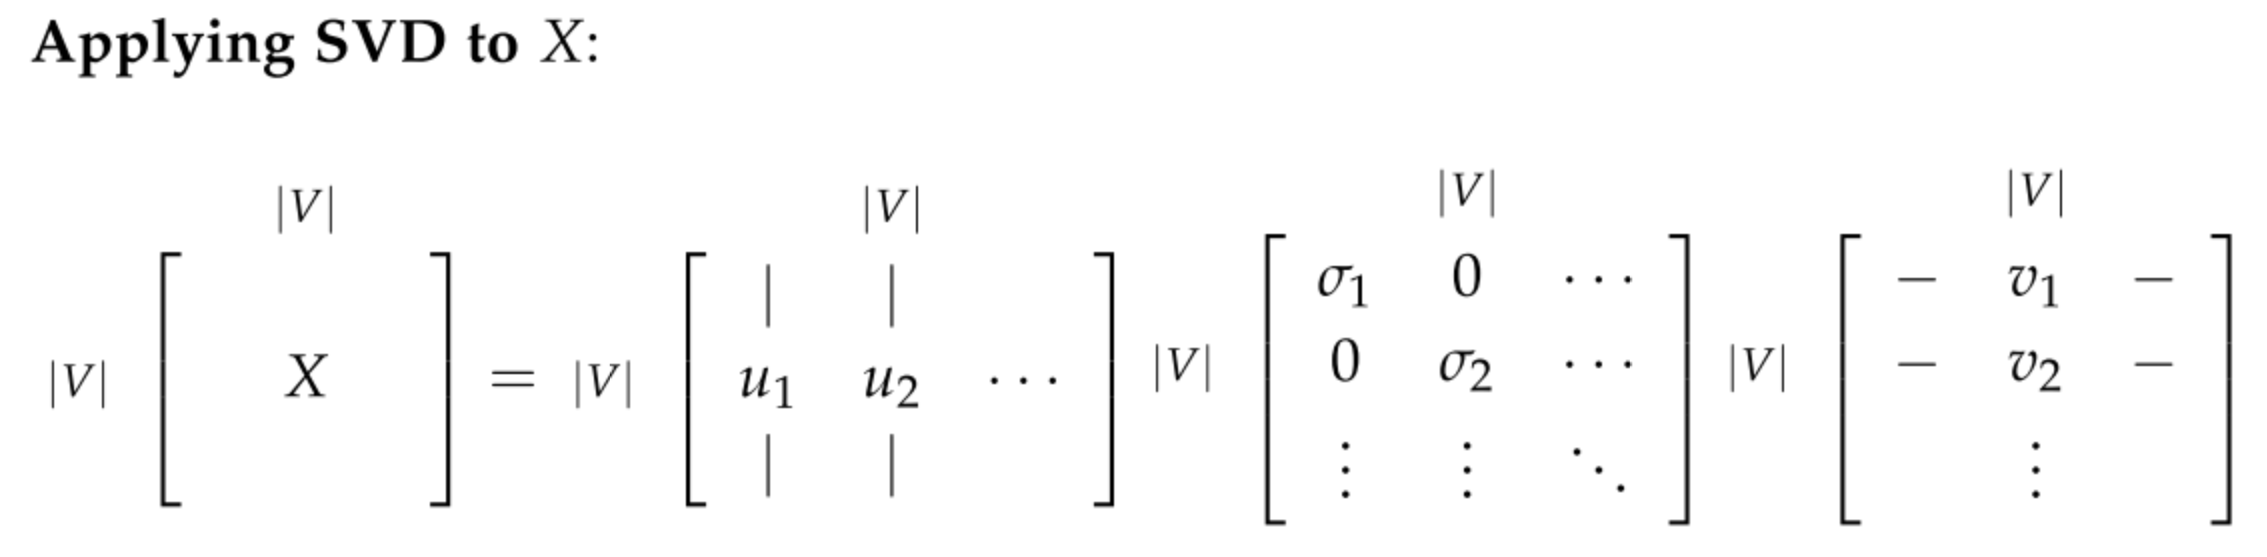 Applying SVD to X:
|V| |V| |V| |V|
|V| [ X ] = |V| [ | | ; u₁ u₂ ⋯ ; | | ] |V| [ σ₁ 0 ⋯ ; 0 σ₂ ⋯ ; ⋮ ⋮ ⋱ ] |V| [ − v₁ − ; − v₂ − ; ⋮ ]